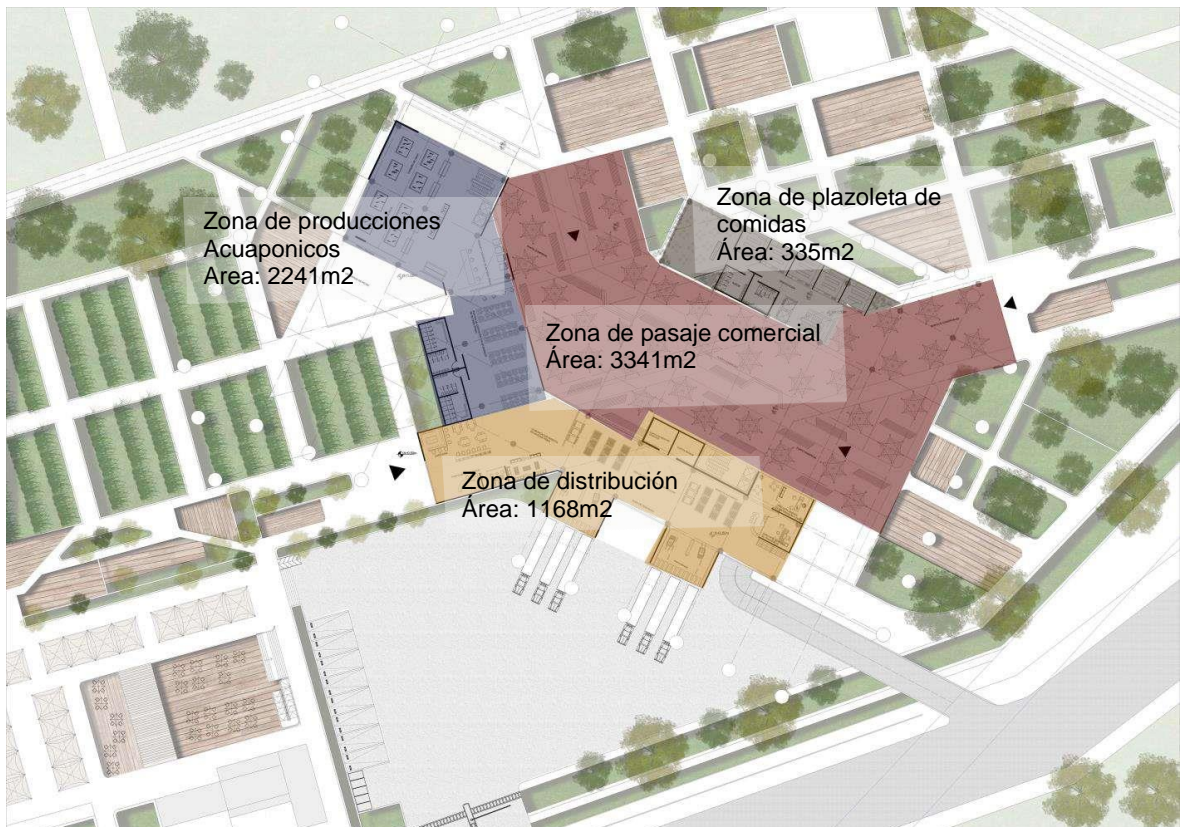 Zona de producciones
Acuaponicos
Area: 2241m2
Zona de plazoleta de
comidas
Área: 335m2
Zona de pasaje comercial
Área: 3341m2
Zona de distribución
Área: 1168m2